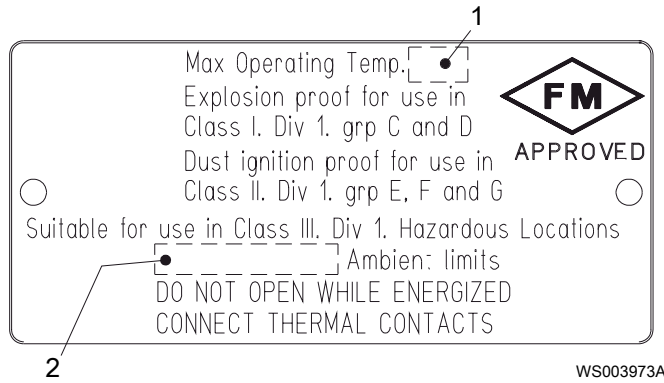 1
Max Operating Temp.
Explosion proof for use in
Class I. Div 1. grp C and D
FM
APPROVED
Dust ignition proof for use in
Class II. Div 1. grp E, F and G
Suitable for use in Class III. Div 1. Hazardous Locations
Ambien: limits
DO NOT OPEN WHILE ENERGIZED
CONNECT THERMAL CONTACTS
2
WS003973A